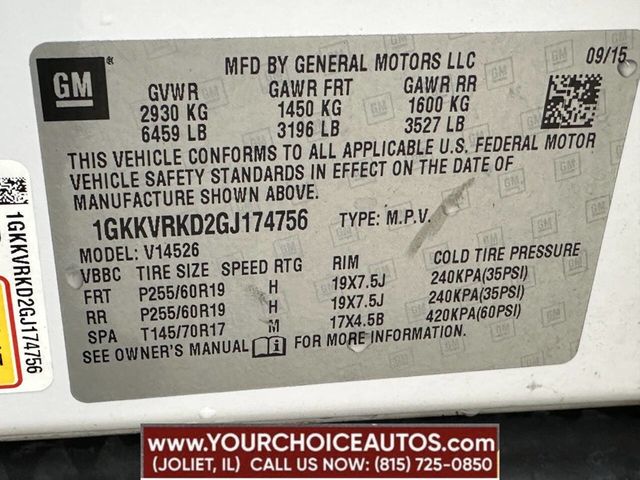 GM
MFD BY GENERAL MOTORS LLC
09/15
GVWR GAWR FRT GAWR RR
2930 KG 1450 KG 1600 KG
6459 LB 3196 LB 3527 LB
THIS VEHICLE CONFORMS TO ALL APPLICABLE U.S. FEDERAL MOTOR
VEHICLE SAFETY STANDARDS IN EFFECT ON THE DATE OF
MANUFACTURE SHOWN ABOVE.
1GKKVRKD2GJ174756 TYPE: M.P.V.
MODEL: V14526
VBBC TIRE SIZE SPEED RTG RIM COLD TIRE PRESSURE
FRT P255/60R19 H 19X7.5J 240KPA(35PSI)
RR P255/60R19 H 19X7.5J 240KPA(35PSI)
SPA T145/70R17 M 17X4.5B 420KPA(60PSI)
SEE OWNER'S MANUAL FOR MORE INFORMATION.
1GKKVRKD2GJ174756
WWW.YOURCHOICEAUTOS.COM
(JOLIET, IL) CALL US NOW: (815) 725-0850